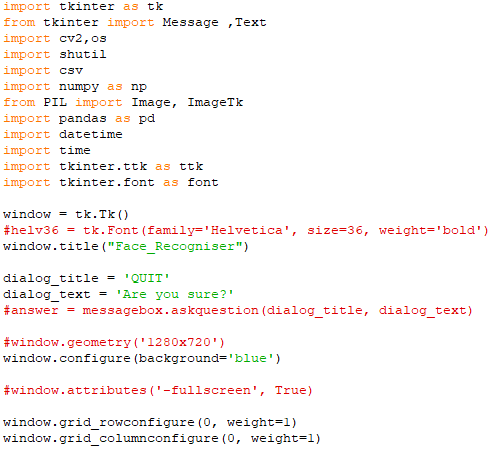 import tkinter as tk
from tkinter import Message ,Text
import cv2,os
import shutil
import csv
import numpy as np
from PIL import Image, ImageTk
import pandas as pd
import datetime
import time
import tkinter.ttk as ttk
import tkinter.font as font
window = tk.Tk()
#helv36 = tk.Font(family='Helvetica', size=36, weight='bold')
window.title("Face_Recogniser")
dialog_title = 'QUIT'
dialog_text = 'Are you sure?'
#answer = messagebox.askquestion(dialog_title, dialog_text)
#window.geometry('1280x720')
window.configure(background='blue')
#window.attributes('-fullscreen', True)
window.grid_rowconfigure(0, weight=1)
window.grid_columnconfigure(0, weight=1)